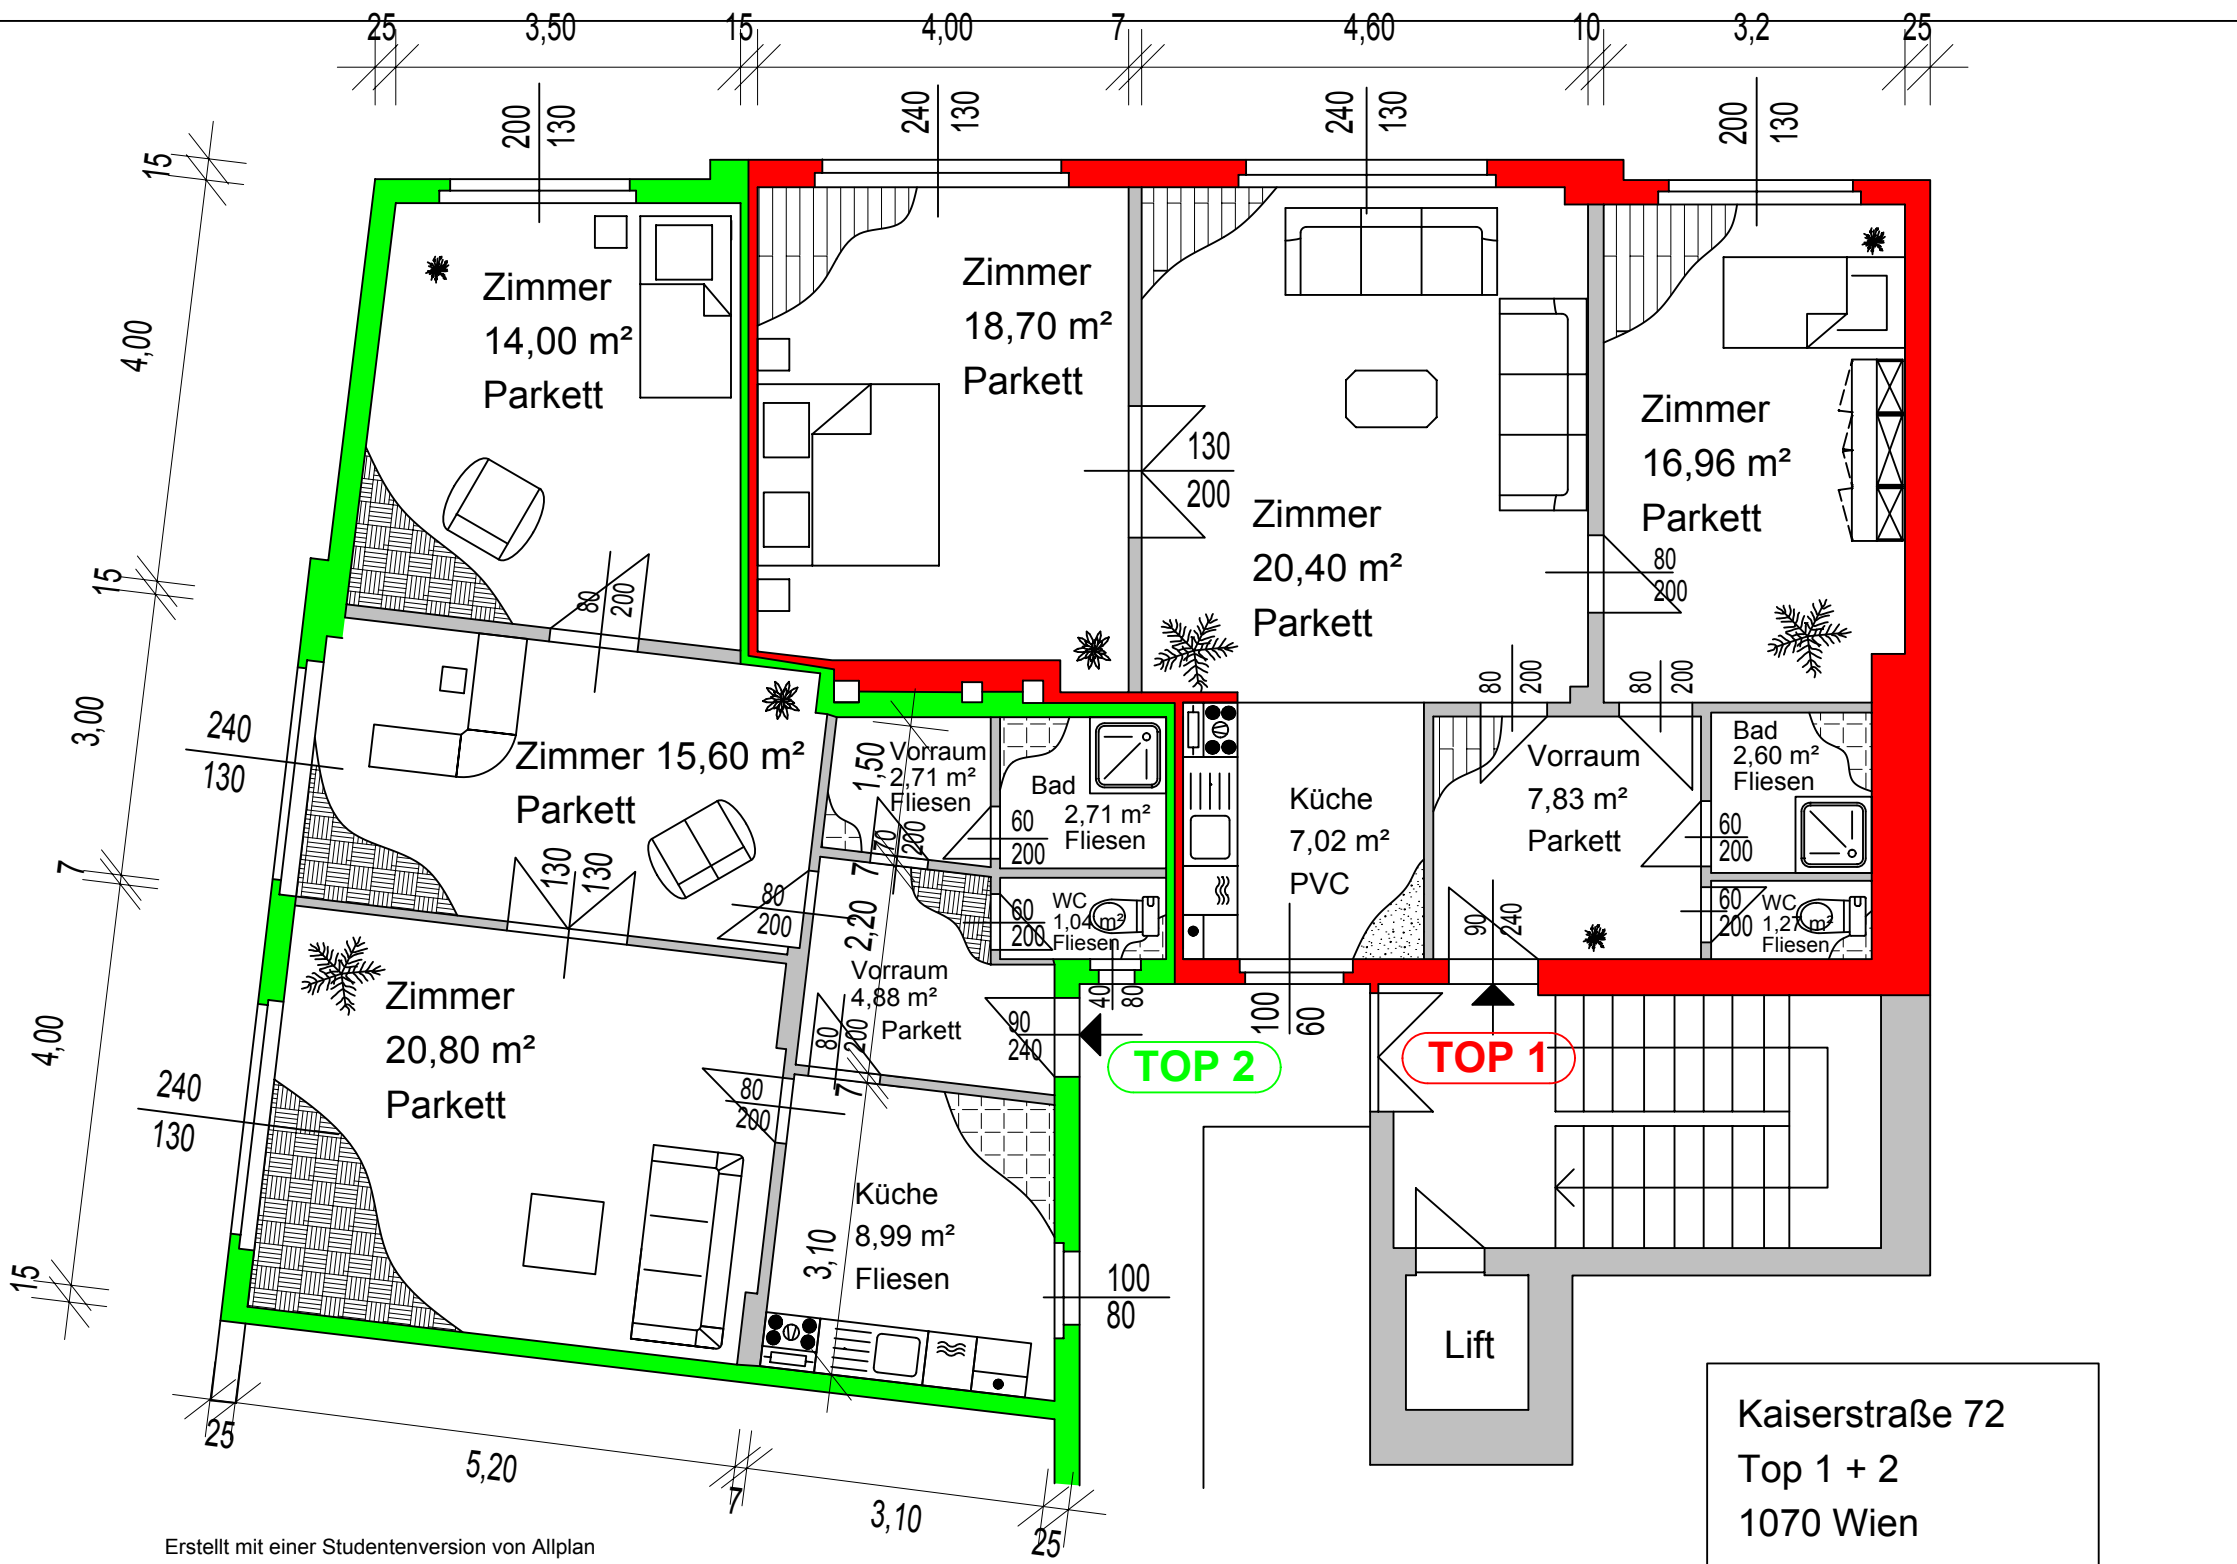 25 3,50 15 4,00 7 4,60 10 3,2 25
200 130
240 130
240 130
200 130
15
4,00
15
3,00
7
4,00
15
Zimmer
14,00 m²
Parkett
Zimmer
18,70 m²
Parkett
Zimmer
20,40 m²
Parkett
Zimmer
16,96 m²
Parkett
130
200
80
200
80
200
80
200
80
200
240
130
Zimmer 15,60 m²
Parkett
130 130
1,50
Vorraum
2,71 m²
Fliesen
70
200
Bad
2,71 m²
Fliesen
60
200
Küche
7,02 m²
PVC
Vorraum
7,83 m²
Parkett
Bad
2,60 m²
Fliesen
60
200
WC
1,27 m²
Fliesen
60
200
WC
1,04 m²
Fliesen
60
200
80
200
7
2,20
Vorraum
4,88 m²
Parkett
80
200
7
90
240
40
80
100
60
90
240
TOP 2
TOP 1
Zimmer
20,80 m²
Parkett
240
130
80
200
Küche
8,99 m²
Fliesen
3,10
100
80
Lift
25 5,20 7 3,10 25
Kaiserstraße 72
Top 1 + 2
1070 Wien
Erstellt mit einer Studentenversion von Allplan